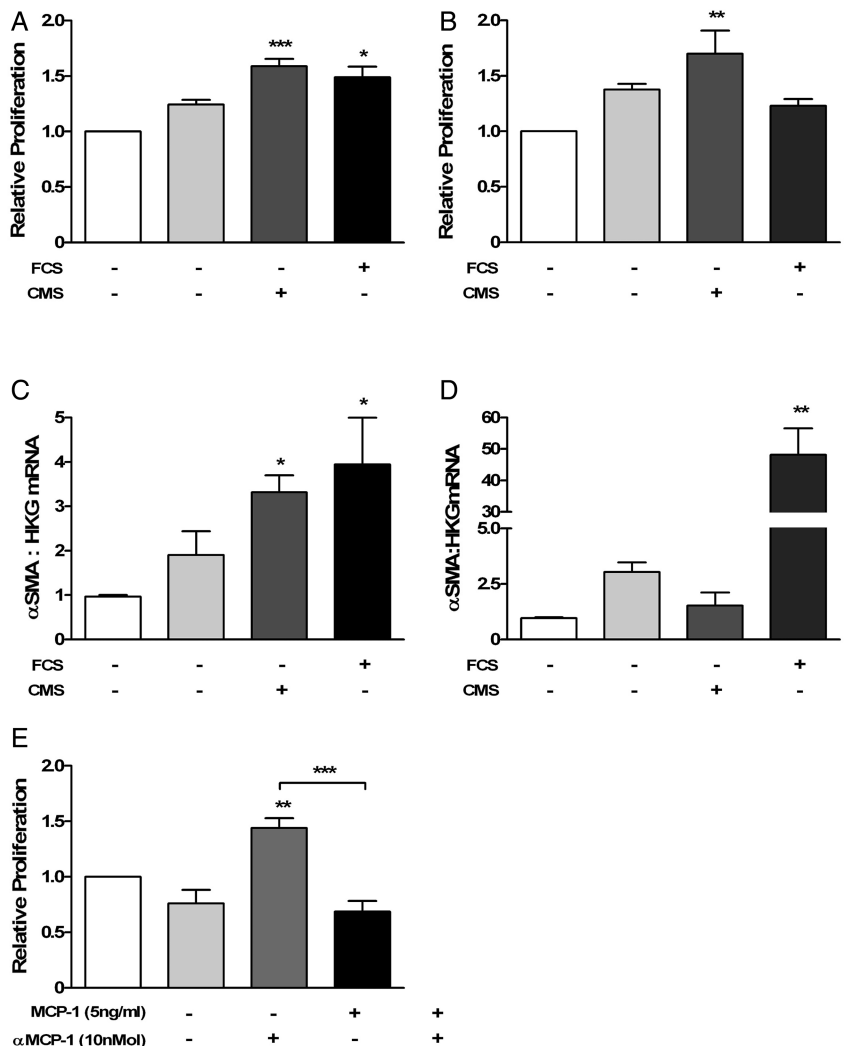 A
Relative Proliferation
2.0
1.5
1.0
0.5
0
***
*
FCS - - - +
CMS - - + -
B
Relative Proliferation
2.0
1.5
1.0
0.5
0
**
FCS - - - +
CMS - - + -
C
αSMA : HKG mRNA
5
4
3
2
1
0
*
*
FCS - - - +
CMS - - + -
D
αSMA:HKGmRNA
60
50
40
30
5.0
2.5
0
**
FCS - - - +
CMS - - + -
E
Relative Proliferation
2.0
1.5
1.0
0.5
0
***
**
MCP-1 (5ng/ml) - - + +
αMCP-1 (10nMol) - + - +